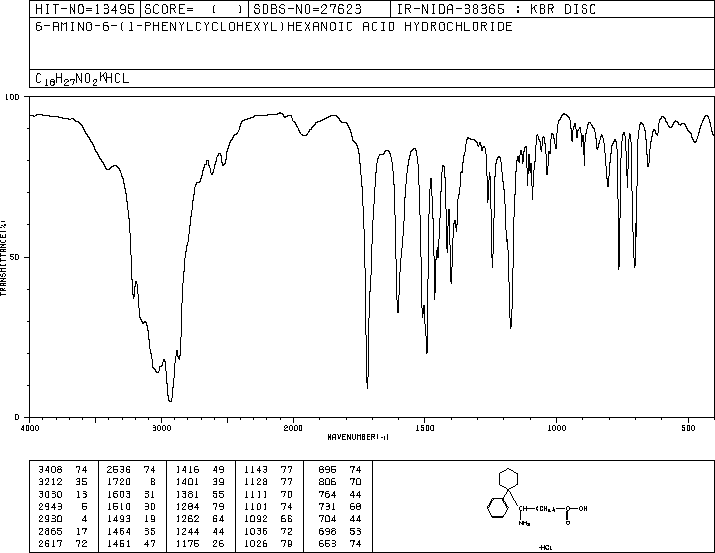 HIT-NO=13495 SCORE= ( ) SDBS-NO=27623 IR-NIDA-38365 : KBR DISC
6-AMINO-6-(1-PHENYLCYCLOHEXYL)HEXANOIC ACID HYDROCHLORIDE
C18H27NO2*HCL
100
TRANSMITTANCE(%)
50
0
4000 3000 2000 1500 1000 500
WAVENUMBER(-1)
3408 74 2536 74 1416 49 1143 77 895 74
3212 35 1720 8 1401 39 1128 77 806 70
3030 13 1603 31 1381 55 1111 70 764 44
2943 6 1510 30 1284 79 1101 74 731 68
2930 4 1493 19 1262 64 1092 66 704 44
2865 17 1464 35 1244 44 1036 72 698 53
2617 72 1451 47 1176 26 1026 79 653 74
OH
O
NH2
·HCl